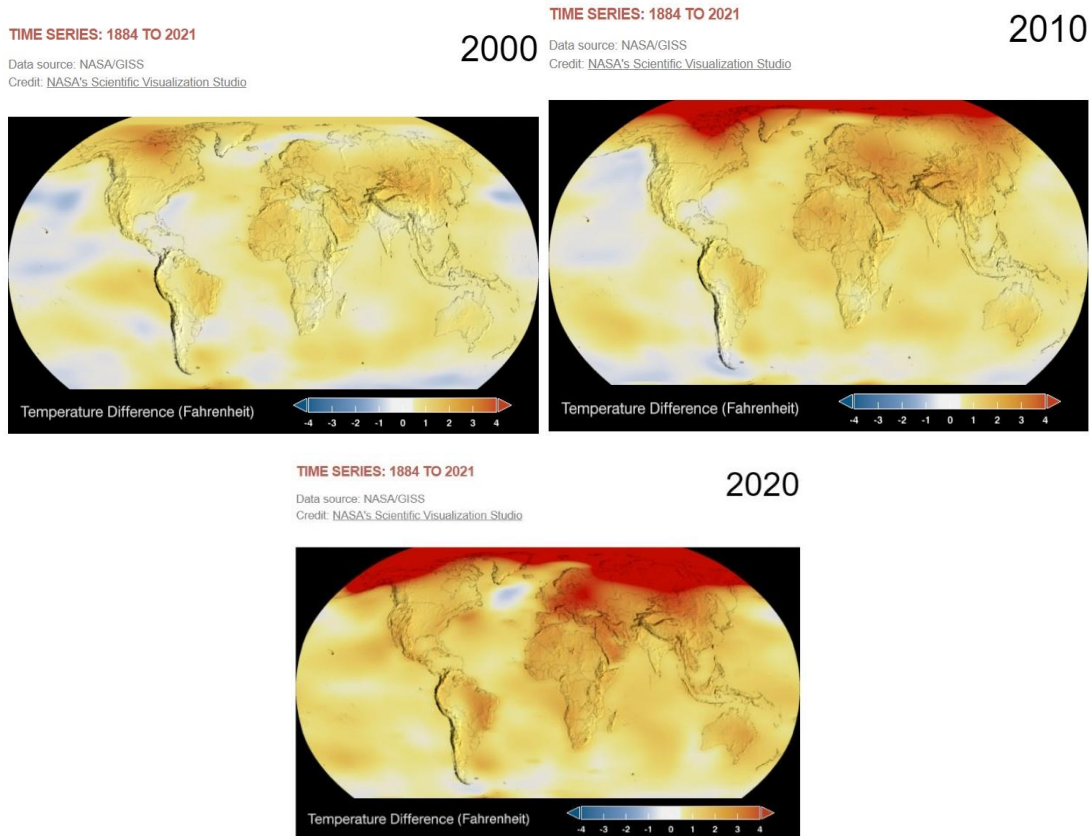 TIME SERIES: 1884 TO 2021
2000
Data source: NASA/GISS
Credit: NASA's Scientific Visualization Studio
Temperature Difference (Fahrenheit)
-4 -3 -2 -1 0 1 2 3 4
TIME SERIES: 1884 TO 2021
2010
Data source: NASA/GISS
Credit: NASA's Scientific Visualization Studio
Temperature Difference (Fahrenheit)
-4 -3 -2 -1 0 1 2 3 4
TIME SERIES: 1884 TO 2021
2020
Data source: NASA/GISS
Credit: NASA's Scientific Visualization Studio
Temperature Difference (Fahrenheit)
-4 -3 -2 -1 0 1 2 3 4